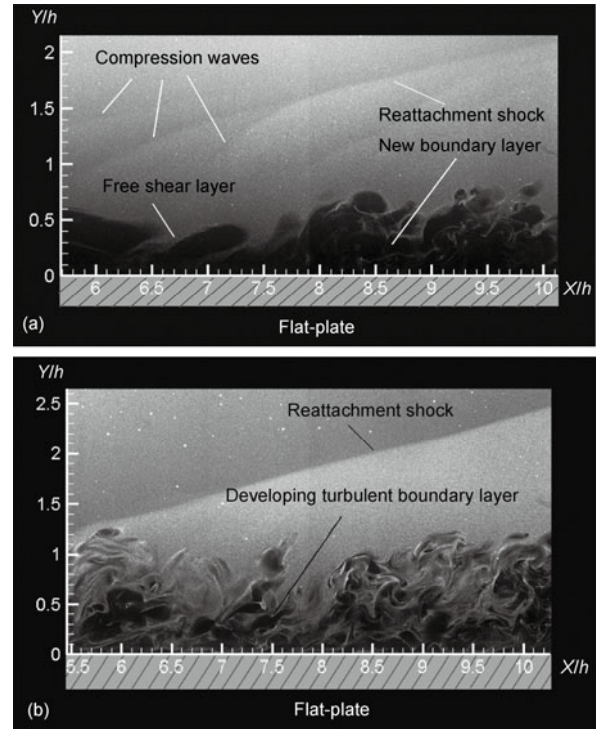 Y/h
2
Compression waves
1.5
Reattachment shock
New boundary layer
1
Free shear layer
0.5
0
6 6.5 7 7.5 8 8.5 9 9.5 10 X/h
(a)
Flat-plate
Y/h
2.5
Reattachment shock
2
1.5
Developing turbulent boundary layer
1
0.5
0
5.5 6 6.5 7 7.5 8 8.5 9 9.5 10 X/h
(b)
Flat-plate